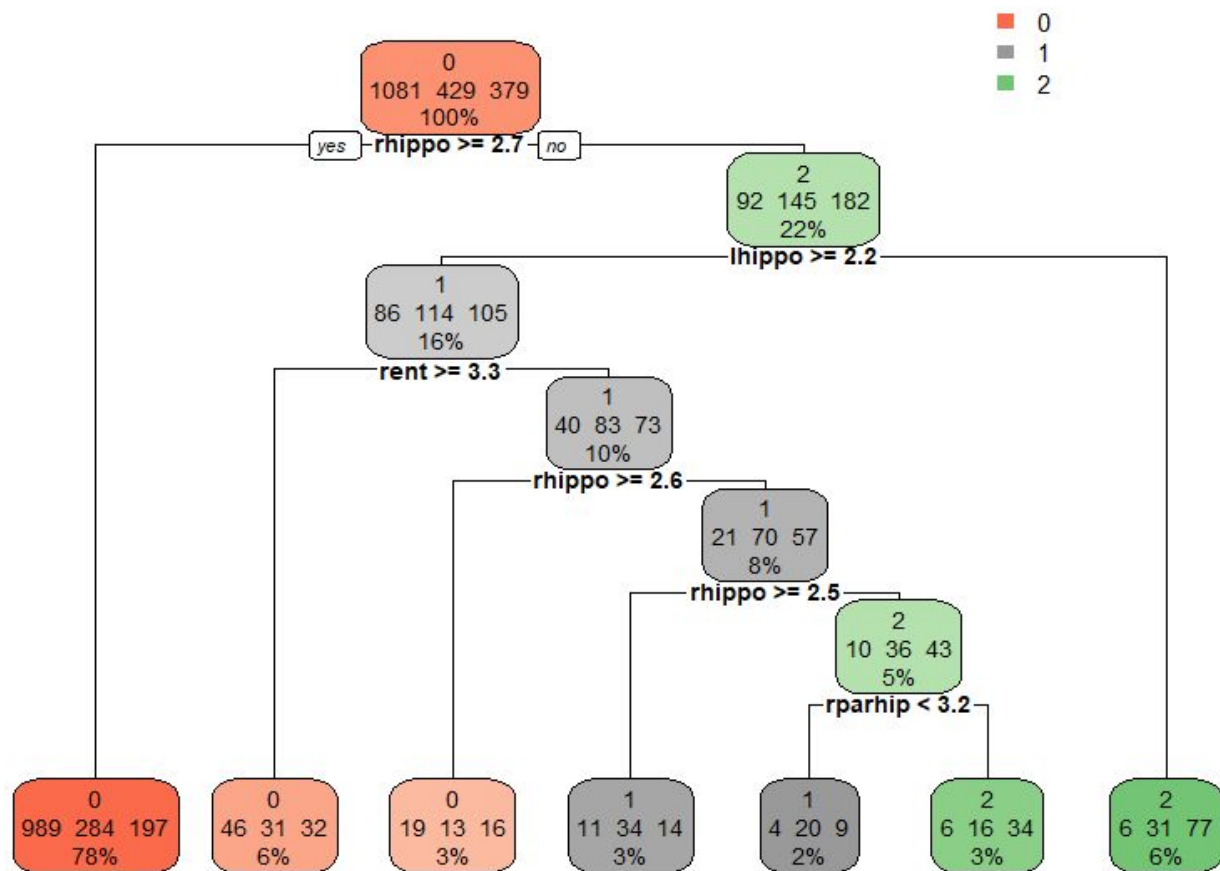 0
1
2
0
1081 429 379
100%
yes rhippo >= 2.7 no
2
92 145 182
22%
lhippo >= 2.2
1
86 114 105
16%
rent >= 3.3
1
40 83 73
10%
rhippo >= 2.6
1
21 70 57
8%
rhippo >= 2.5
2
10 36 43
5%
rparhip < 3.2
0
989 284 197
78%
0
46 31 32
6%
0
19 13 16
3%
1
11 34 14
3%
1
4 20 9
2%
2
6 16 34
3%
2
6 31 77
6%